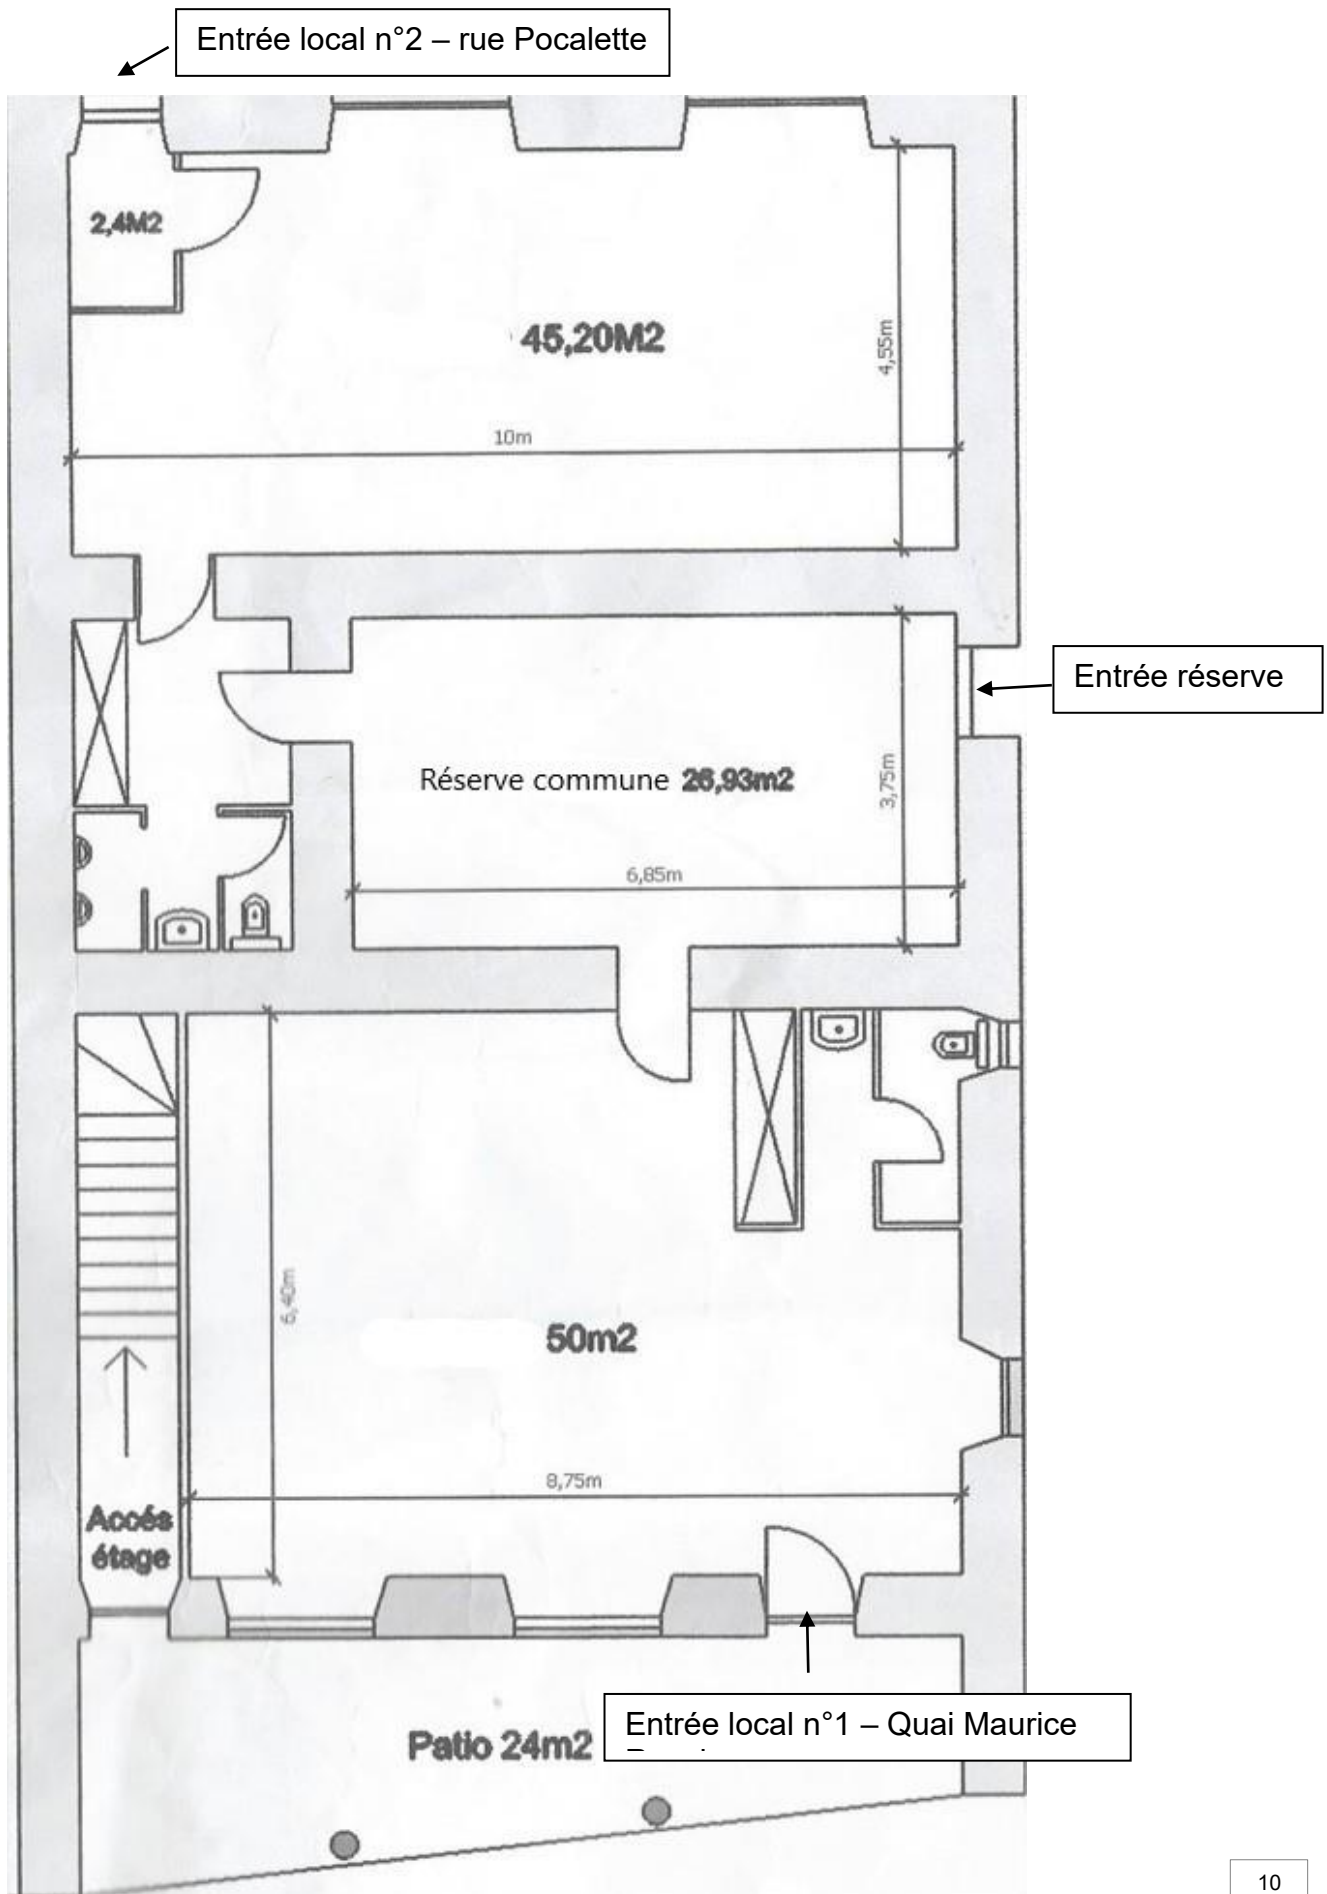 Entrée local n°2 – rue Pocalette
2,4M2
45,20M2
4,55m
10m
Entrée réserve
Réserve commune 26,93m2
3,75m
6,85m
6,40m
50m2
8,75m
Accés
étage
Entrée local n°1 – Quai Maurice
Patio 24m2
10